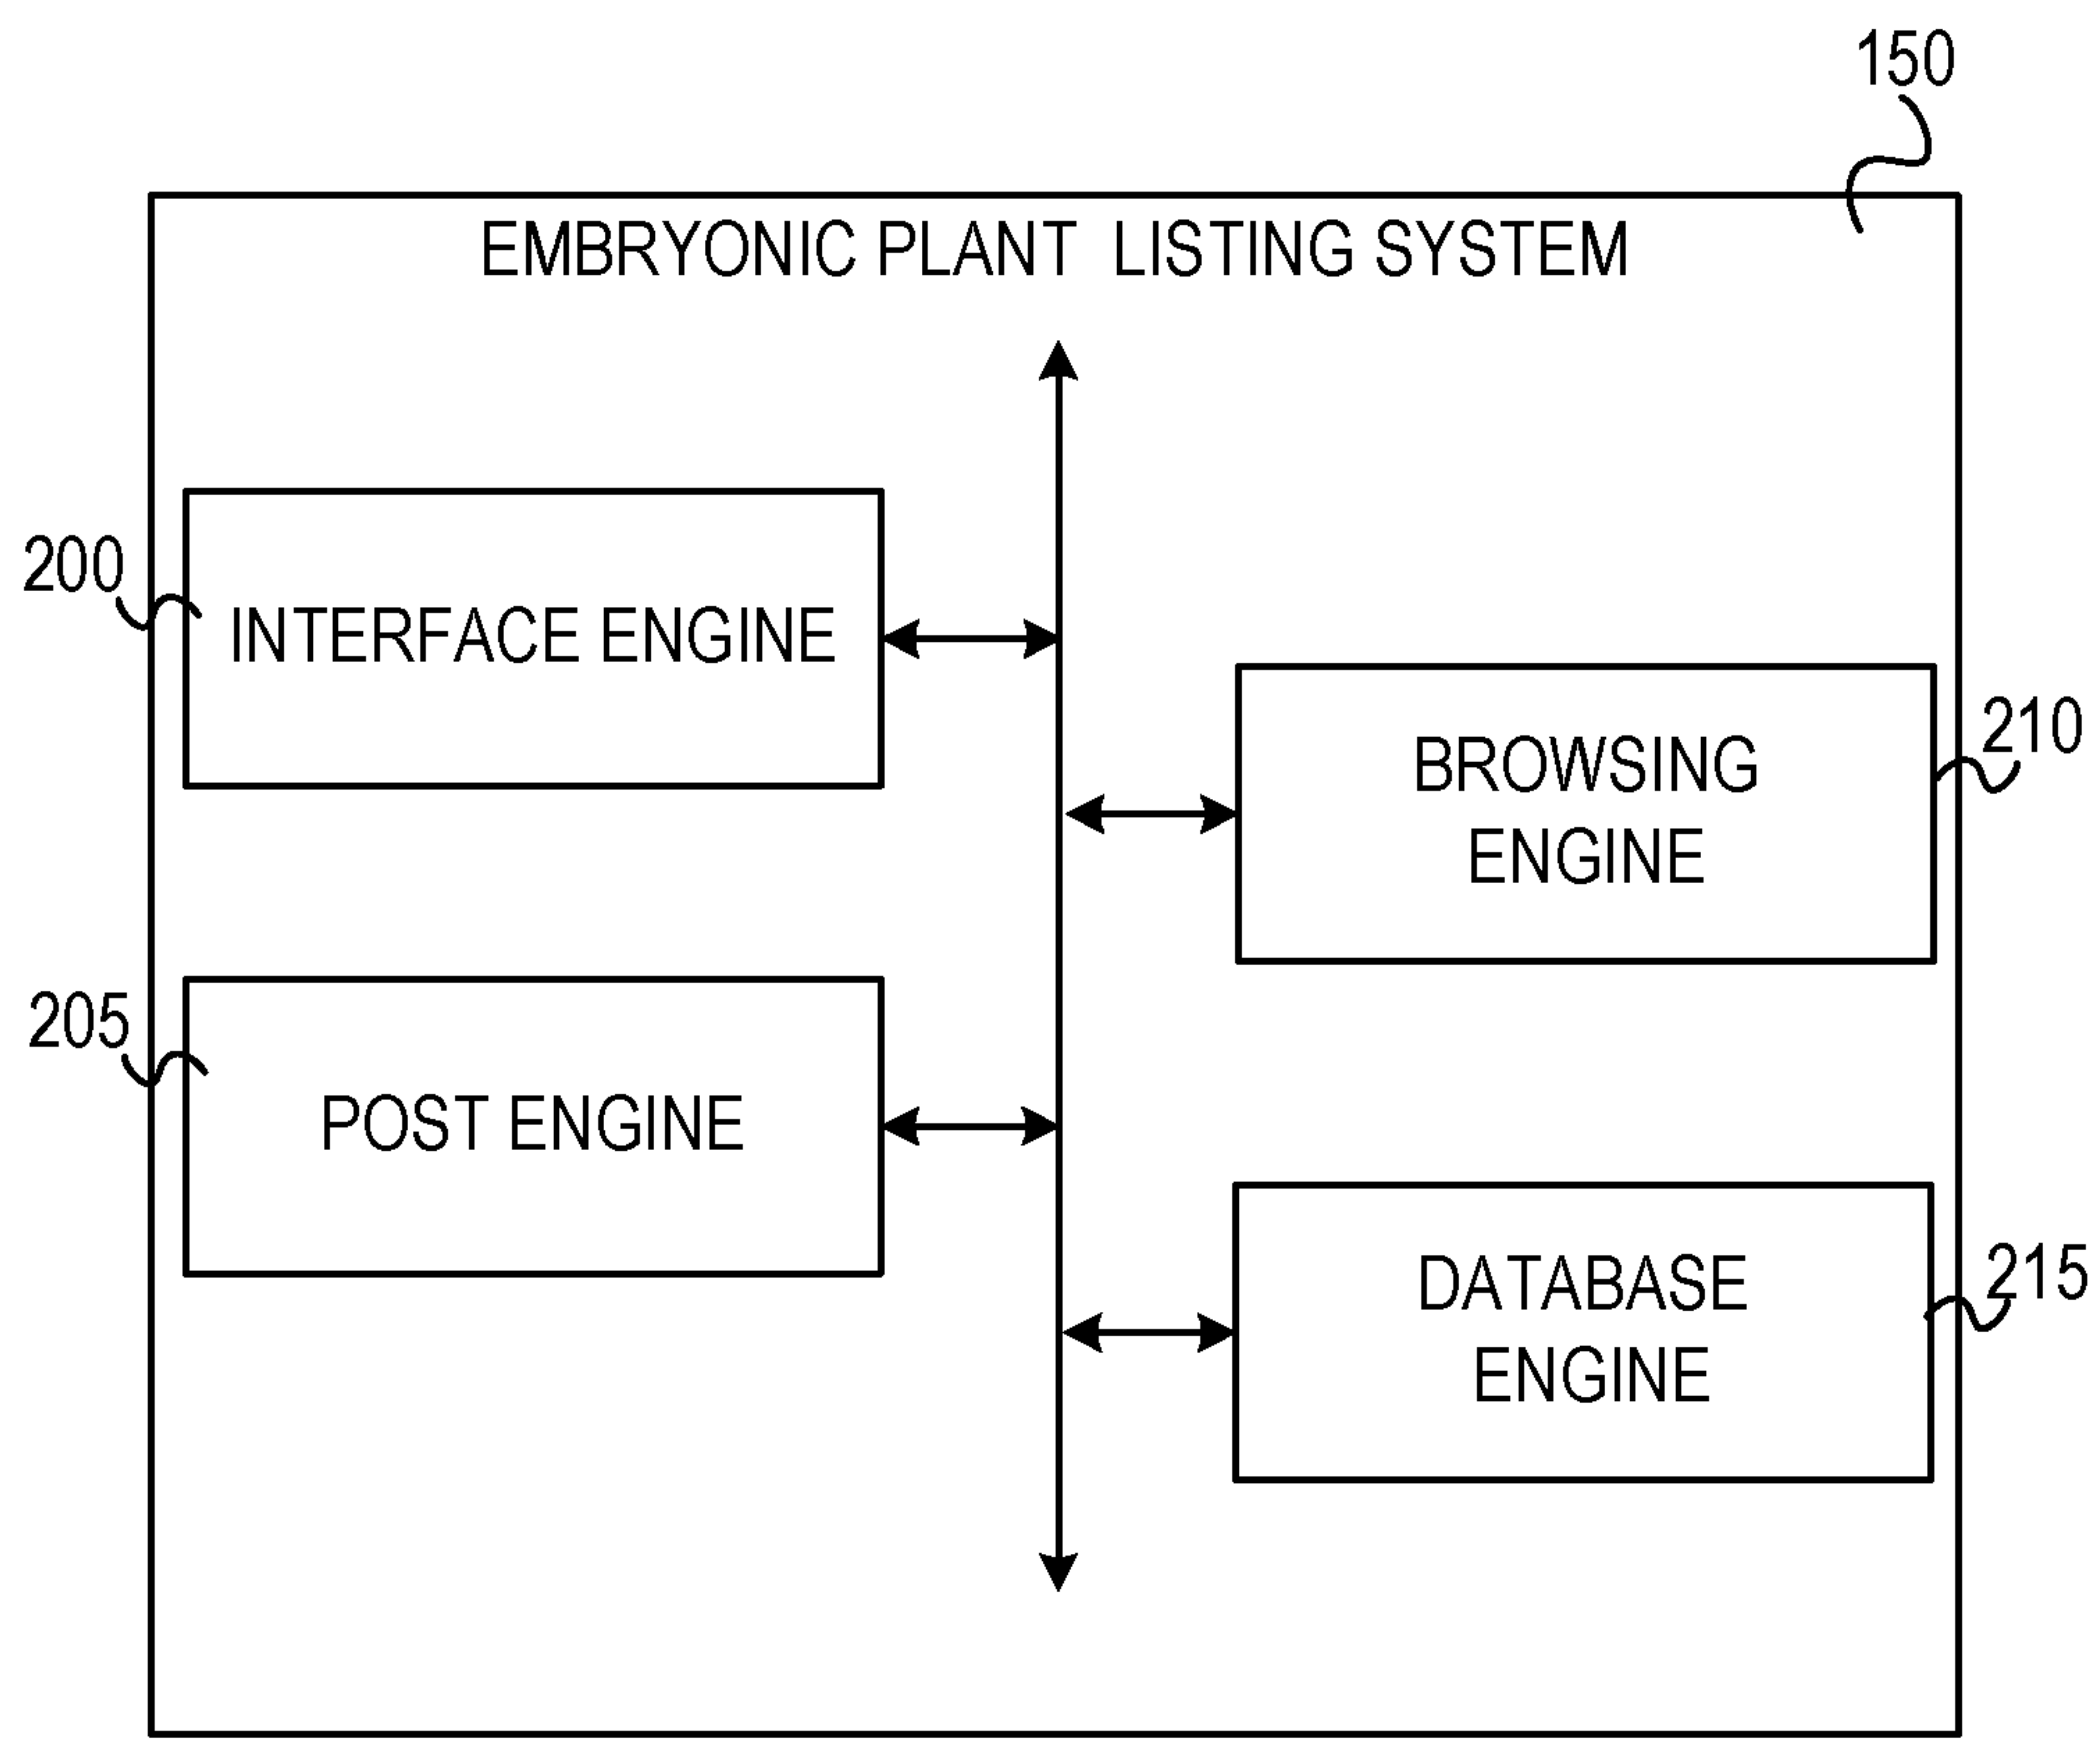 150
EMBRYONIC PLANT LISTING SYSTEM
200
INTERFACE ENGINE
210
BROWSING
ENGINE
205
POST ENGINE
215
DATABASE
ENGINE